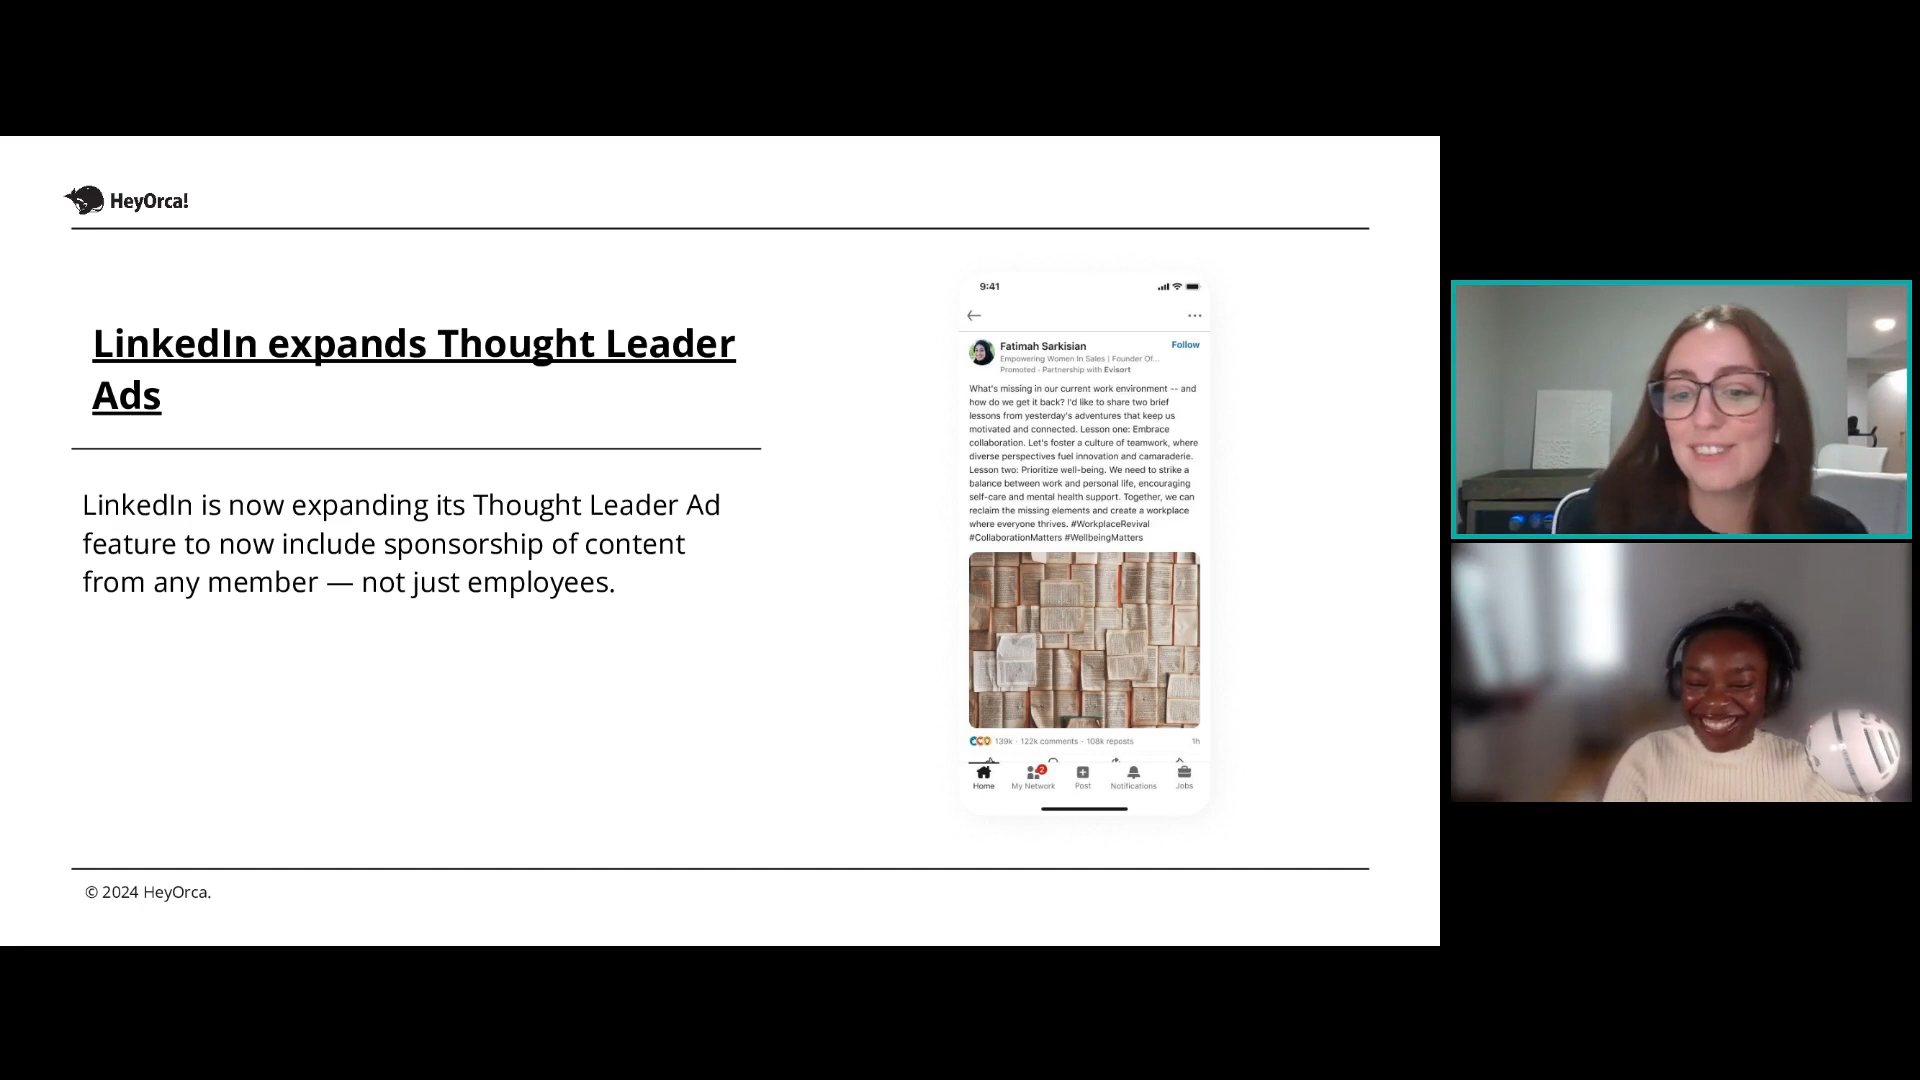 HeyOrca!
LinkedIn expands Thought Leader
Ads
LinkedIn is now expanding its Thought Leader Ad
feature to now include sponsorship of content
from any member — not just employees.
9:41
Fatimah Sarkisian
Follow
Empowering Women In Sales | Founder Of...
Promoted · Partnership with Evisort
What's missing in our current work environment -- and
how do we get it back? I'd like to share two brief
lessons from yesterday's adventures that keep us
motivated and connected. Lesson one: Embrace
collaboration. Let's foster a culture of teamwork, where
diverse perspectives fuel innovation and camaraderie.
Lesson two: Prioritize well-being. We need to strike a
balance between work and personal life, encouraging
self-care and mental health support. Together, we can
reclaim the missing elements and create a workplace
where everyone thrives. #WorkplaceRevival
#CollaborationMatters #WellbeingMatters
139k · 122k comments · 108k reposts
1h
2
Home
My Network
Post
Notifications
Jobs
© 2024 HeyOrca.